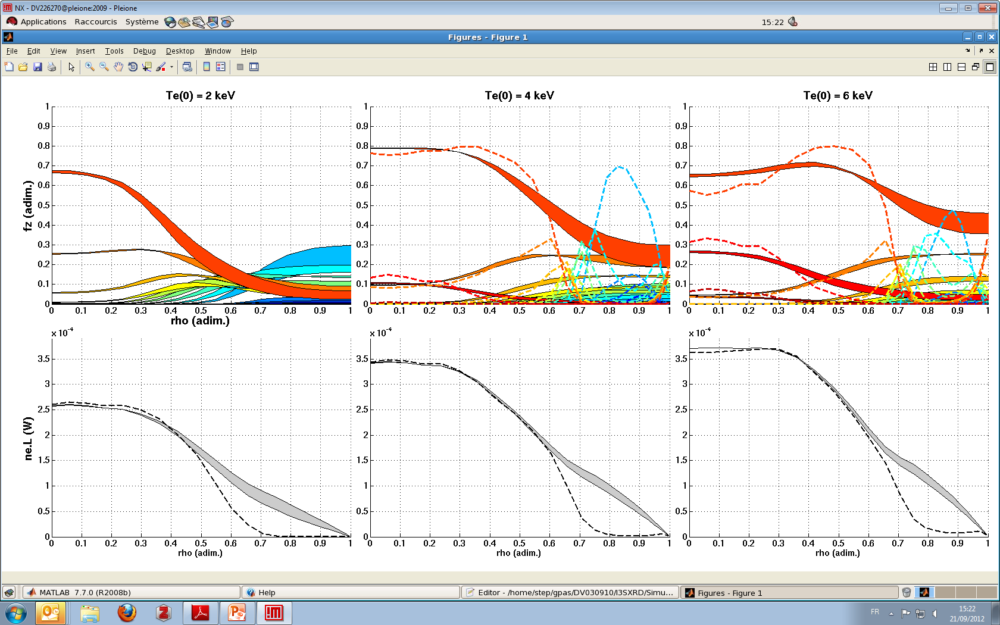 NX - DV226270@pleione:2009 - Pleione
Applications Raccourcis Système 15:22
Figures - Figure 1
File Edit View Insert Tools Debug Desktop Window Help
Te(0) = 2 keV
Te(0) = 4 keV
Te(0) = 6 keV
fz (adim.)
1
0.9
0.8
0.7
0.6
0.5
0.4
0.3
0.2
0.1
0
0 0.1 0.2 0.3 0.4 0.5 0.6 0.7 0.8 0.9 1
rho (adim.)
1
0.9
0.8
0.7
0.6
0.5
0.4
0.3
0.2
0.1
0
0 0.1 0.2 0.3 0.4 0.5 0.6 0.7 0.8 0.9 1
1
0.9
0.8
0.7
0.6
0.5
0.4
0.3
0.2
0.1
0
0 0.1 0.2 0.3 0.4 0.5 0.6 0.7 0.8 0.9 1
ne.L (W)
x 10^-4
3.5
3
2.5
2
1.5
1
0.5
0
0 0.1 0.2 0.3 0.4 0.5 0.6 0.7 0.8 0.9 1
rho (adim.)
x 10^-4
3.5
3
2.5
2
1.5
1
0.5
0
0 0.1 0.2 0.3 0.4 0.5 0.6 0.7 0.8 0.9 1
rho (adim.)
x 10^-4
3.5
3
2.5
2
1.5
1
0.5
0
0 0.1 0.2 0.3 0.4 0.5 0.6 0.7 0.8 0.9 1
rho (adim.)
MATLAB 7.7.0 (R2008b)
Help
Editor - /home/step/gpas/DV030910/I3SXRD/Simu...
Figures - Figure 1
FR
15:22
21/09/2012